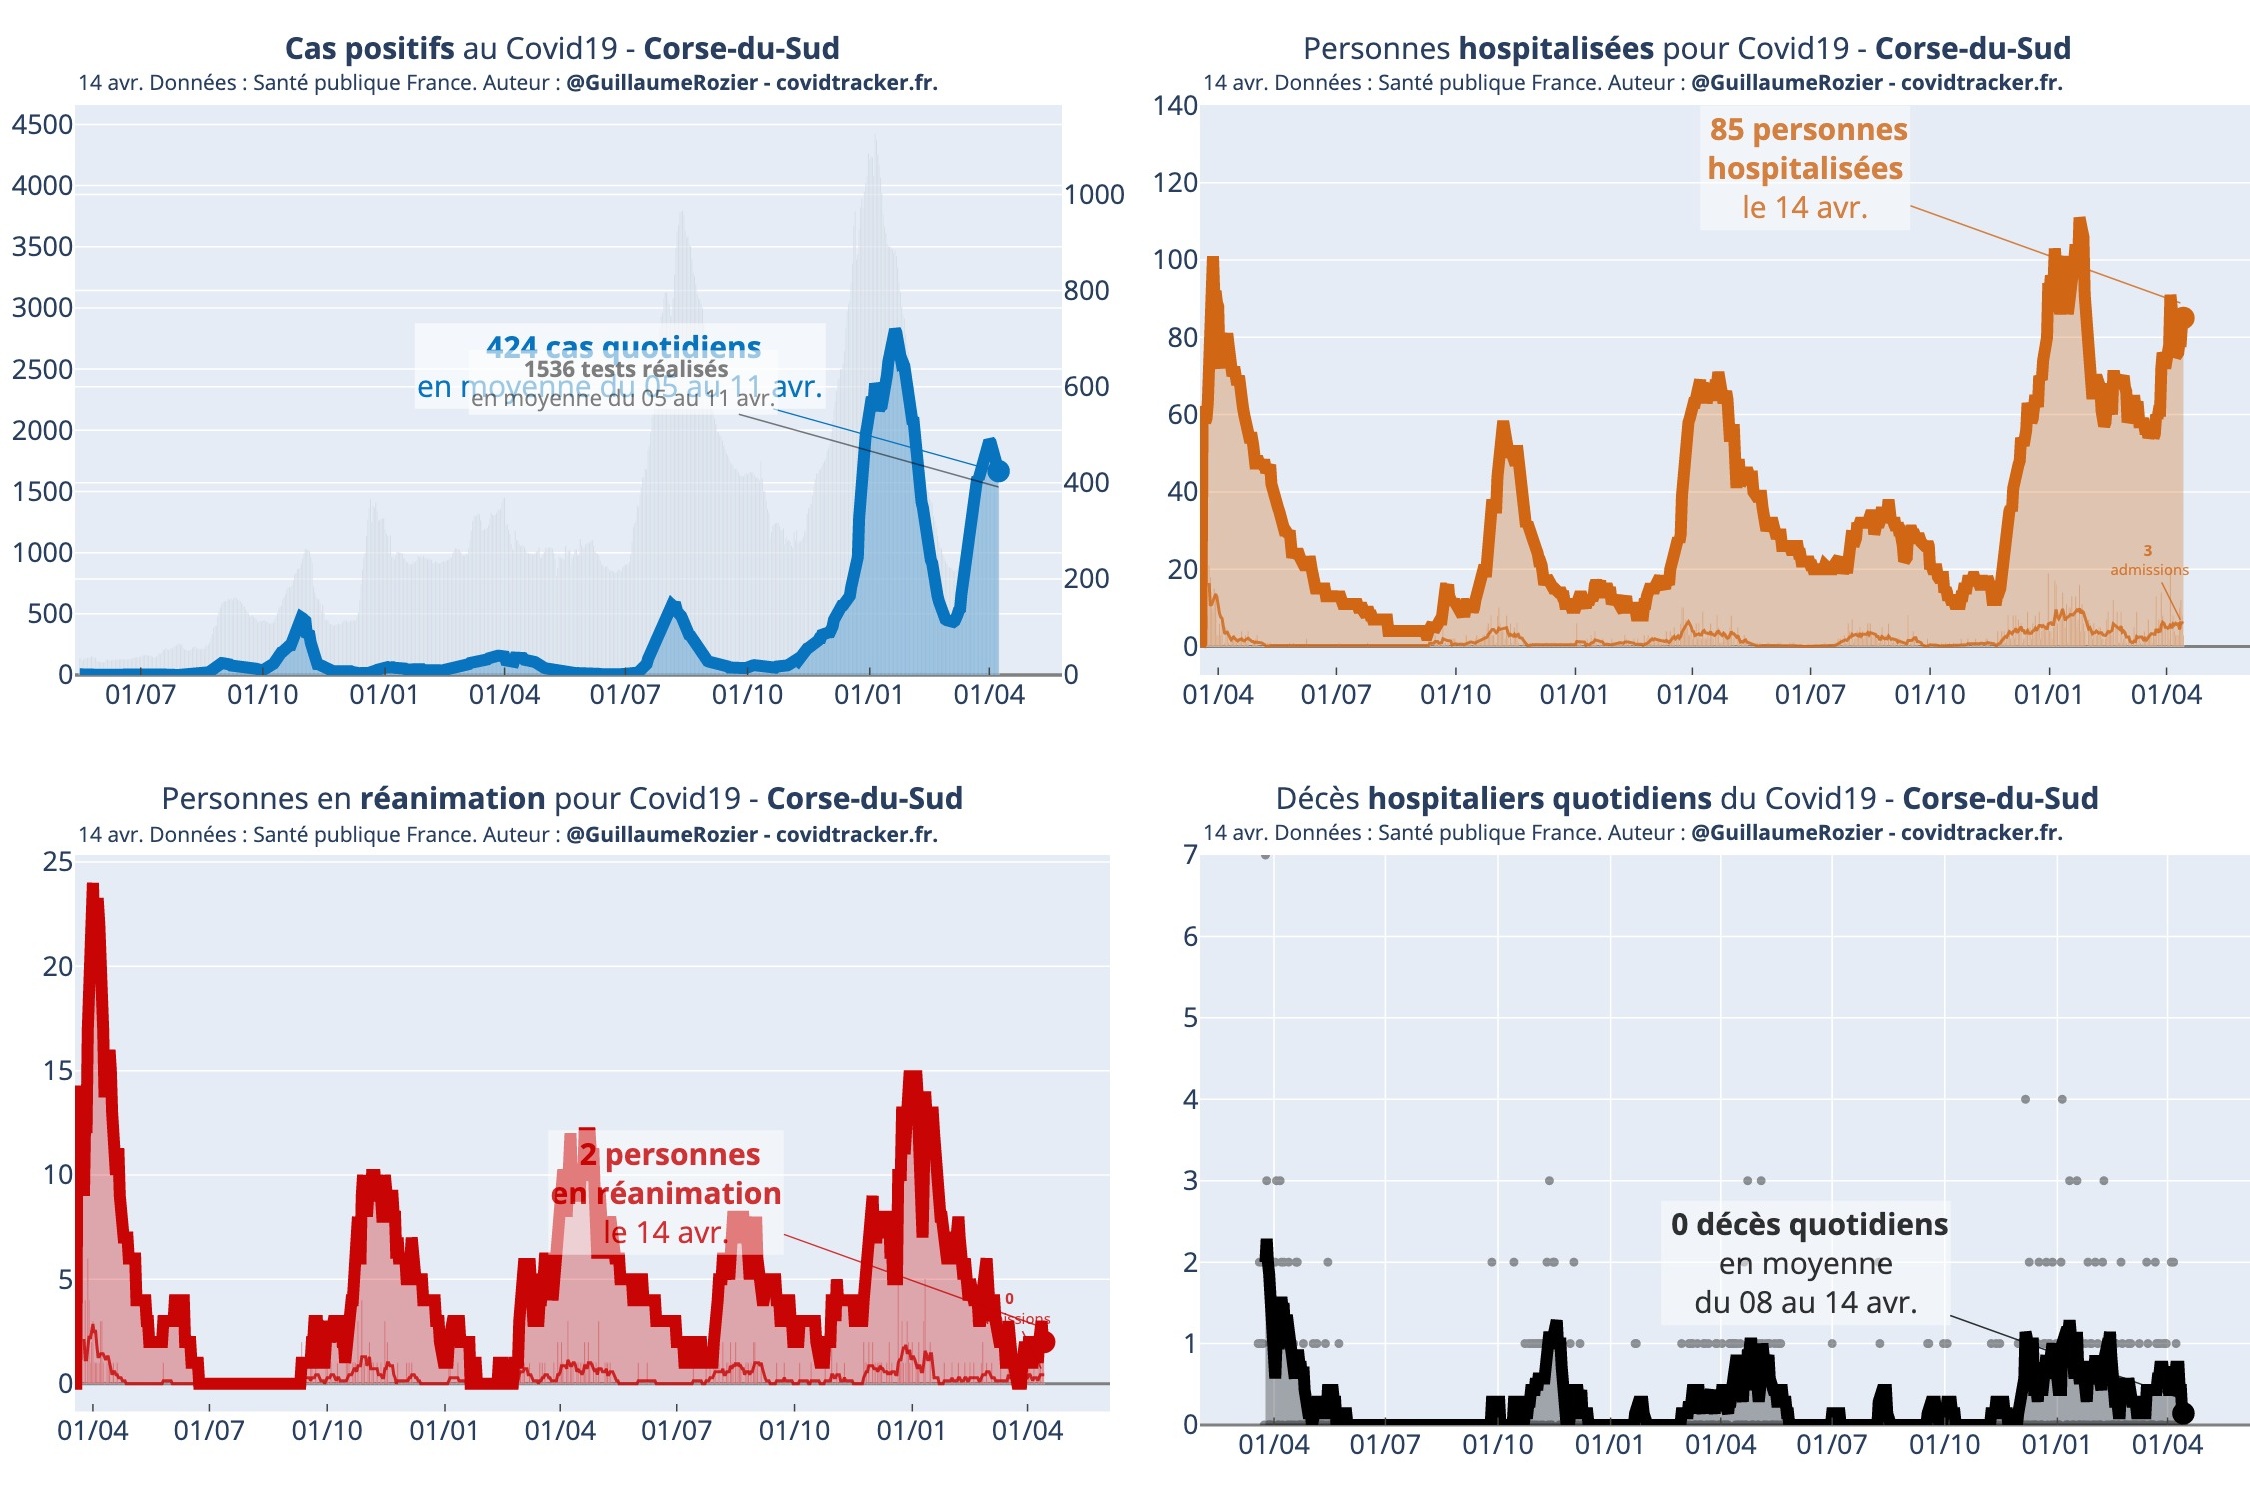 Cas positifs au Covid19 - Corse-du-Sud
14 avr. Données : Santé publique France. Auteur : @GuillaumeRozier - covidtracker.fr.
4500
4000
3500
3000
2500
2000
1500
1000
500
0
1000
800
600
400
200
0
424 cas quotidiens
en moyenne du 05 au 11 avr.
1536 tests réalisés
en moyenne du 05 au 11 avr.
01/07 01/10 01/01 01/04 01/07 01/10 01/01 01/04
Personnes hospitalisées pour Covid19 - Corse-du-Sud
14 avr. Données : Santé publique France. Auteur : @GuillaumeRozier - covidtracker.fr.
140
120
100
80
60
40
20
0
85 personnes
hospitalisées
le 14 avr.
3
admissions
01/04 01/07 01/10 01/01 01/04 01/07 01/10 01/01 01/04
Personnes en réanimation pour Covid19 - Corse-du-Sud
14 avr. Données : Santé publique France. Auteur : @GuillaumeRozier - covidtracker.fr.
25
20
15
10
5
0
2 personnes
en réanimation
le 14 avr.
0
01/04 01/07 01/10 01/01 01/04 01/07 01/10 01/01 01/04
Décès hospitaliers quotidiens du Covid19 - Corse-du-Sud
14 avr. Données : Santé publique France. Auteur : @GuillaumeRozier - covidtracker.fr.
7
6
5
4
3
2
1
0
0 décès quotidiens
en moyenne
du 08 au 14 avr.
01/04 01/07 01/10 01/01 01/04 01/07 01/10 01/01 01/04